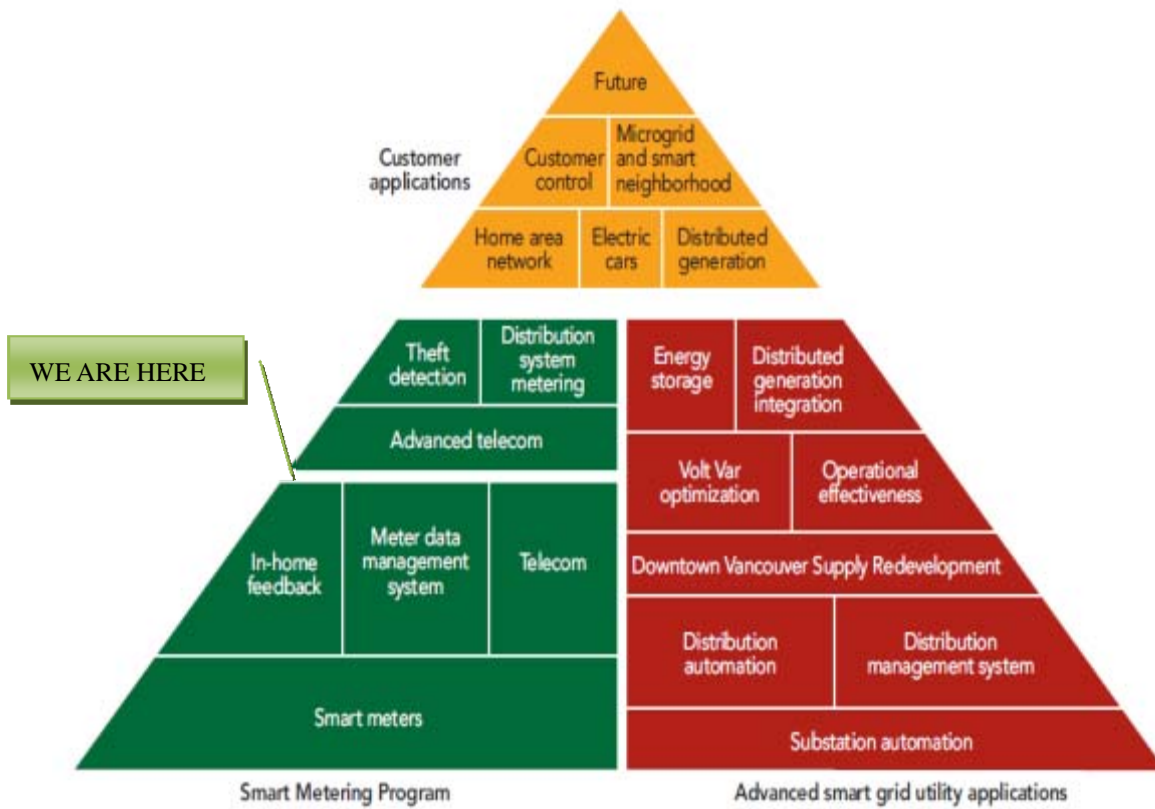 Future
Customer
applications
Customer
control
Microgrid
and smart
neighborhood
Home area
network
Electric
cars
Distributed
generation
WE ARE HERE
Theft
detection
Distribution
system
metering
Advanced telecom
In-home
feedback
Meter data
management
system
Telecom
Smart meters
Smart Metering Program
Energy
storage
Distributed
generation
integration
Volt Var
optimization
Operational
effectiveness
Downtown Vancouver Supply Redevelopment
Distribution
automation
Distribution
management system
Substation automation
Advanced smart grid utility applications